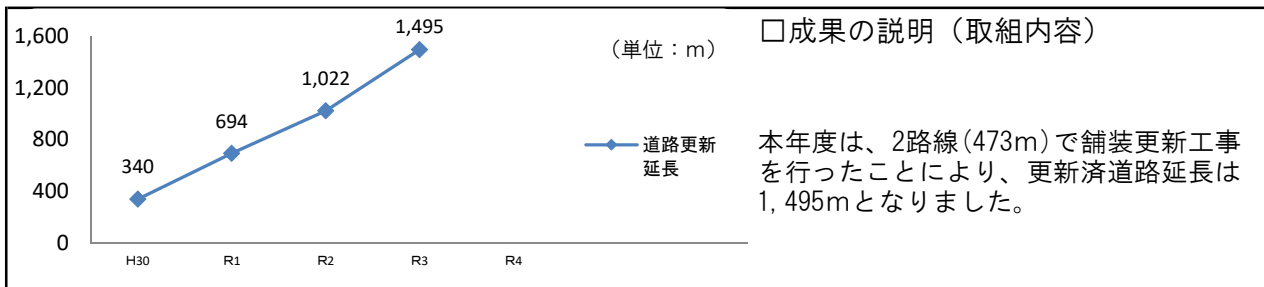 1,600
1,200
800
400
0
340
694
1,022
1,495
H30
R1
R2
R3
R4
（単位：m）
道路更新
延長
□成果の説明（取組内容）
本年度は、2路線(473m)で舗装更新工事
を行ったことにより、更新済道路延長は
1,495mとなりました。